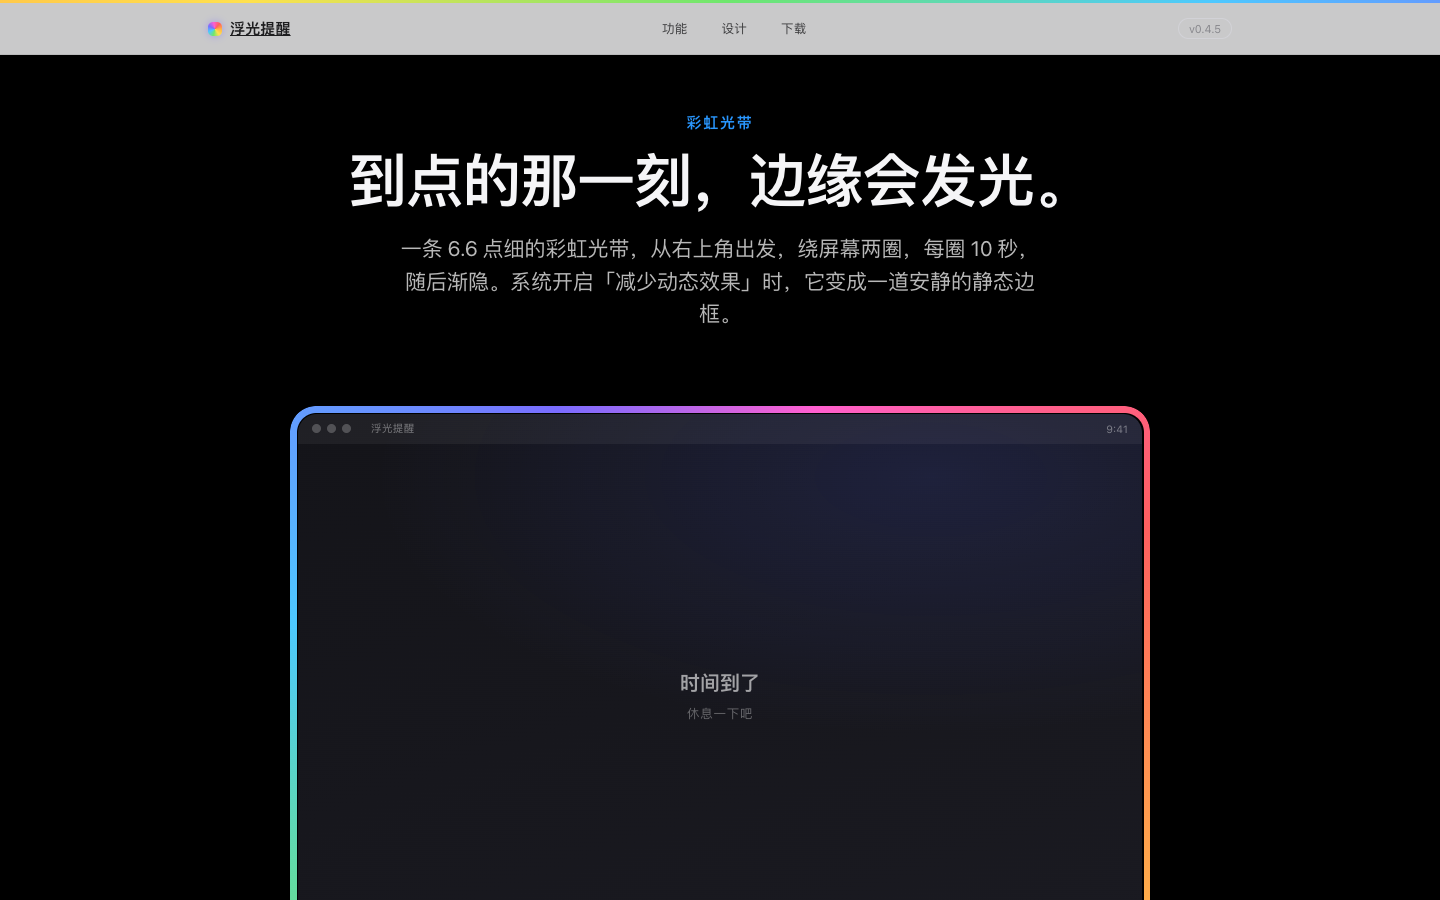 浮光提醒
功能
设计
下载
v0.4.5
彩虹光带
到点的那一刻，边缘会发光。
一条 6.6 点细的彩虹光带，从右上角出发，绕屏幕两圈，每圈 10 秒，
随后渐隐。系统开启「减少动态效果」时，它变成一道安静的静态边
框。
浮光提醒
9:41
时间到了
休息一下吧